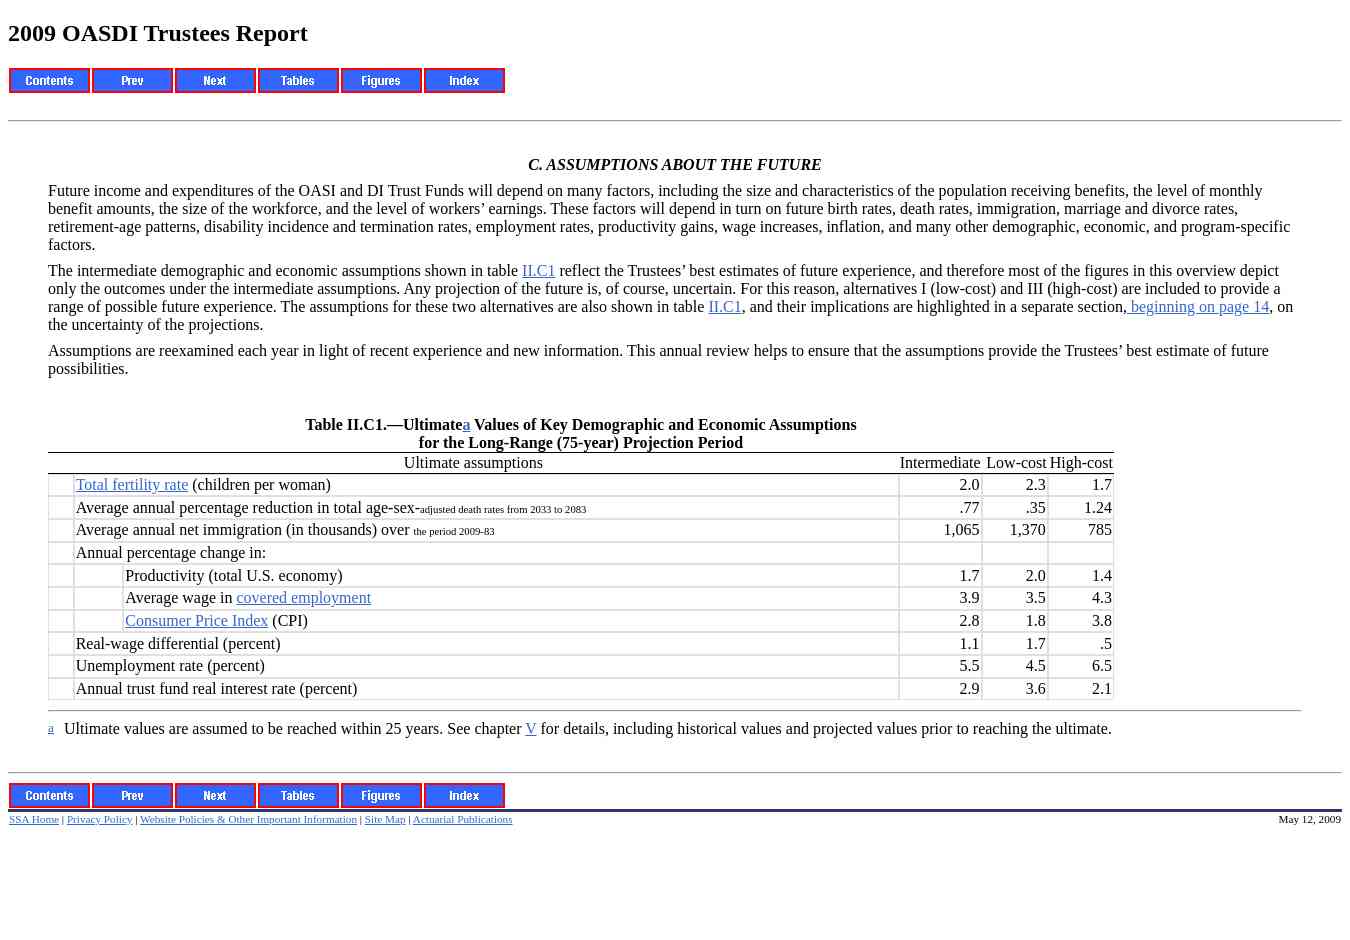 2009 OASDI Trustees Report
Contents Prev Next Tables Figures Index
C. ASSUMPTIONS ABOUT THE FUTURE
Future income and expenditures of the OASI and DI Trust Funds will depend on many factors, including the size and characteristics of the population receiving benefits, the level of monthly
benefit amounts, the size of the workforce, and the level of workers’ earnings. These factors will depend in turn on future birth rates, death rates, immigration, marriage and divorce rates,
retirement-age patterns, disability incidence and termination rates, employment rates, productivity gains, wage increases, inflation, and many other demographic, economic, and program-specific
factors.
The intermediate demographic and economic assumptions shown in table II.C1 reflect the Trustees’ best estimates of future experience, and therefore most of the figures in this overview depict
only the outcomes under the intermediate assumptions. Any projection of the future is, of course, uncertain. For this reason, alternatives I (low-cost) and III (high-cost) are included to provide a
range of possible future experience. The assumptions for these two alternatives are also shown in table II.C1, and their implications are highlighted in a separate section, beginning on page 14, on
the uncertainty of the projections.
Assumptions are reexamined each year in light of recent experience and new information. This annual review helps to ensure that the assumptions provide the Trustees’ best estimate of future
possibilities.
Table II.C1.—Ultimatea Values of Key Demographic and Economic Assumptions
for the Long-Range (75-year) Projection Period
Ultimate assumptions Intermediate Low-cost High-cost
Total fertility rate (children per woman) 2.0 2.3 1.7
Average annual percentage reduction in total age-sex-adjusted death rates from 2033 to 2083 .77 .35 1.24
Average annual net immigration (in thousands) over the period 2009-83 1,065 1,370 785
Annual percentage change in:
Productivity (total U.S. economy) 1.7 2.0 1.4
Average wage in covered employment 3.9 3.5 4.3
Consumer Price Index (CPI) 2.8 1.8 3.8
Real-wage differential (percent) 1.1 1.7 .5
Unemployment rate (percent) 5.5 4.5 6.5
Annual trust fund real interest rate (percent) 2.9 3.6 2.1
a Ultimate values are assumed to be reached within 25 years. See chapter V for details, including historical values and projected values prior to reaching the ultimate.
Contents Prev Next Tables Figures Index
SSA Home | Privacy Policy | Website Policies & Other Important Information | Site Map | Actuarial Publications May 12, 2009